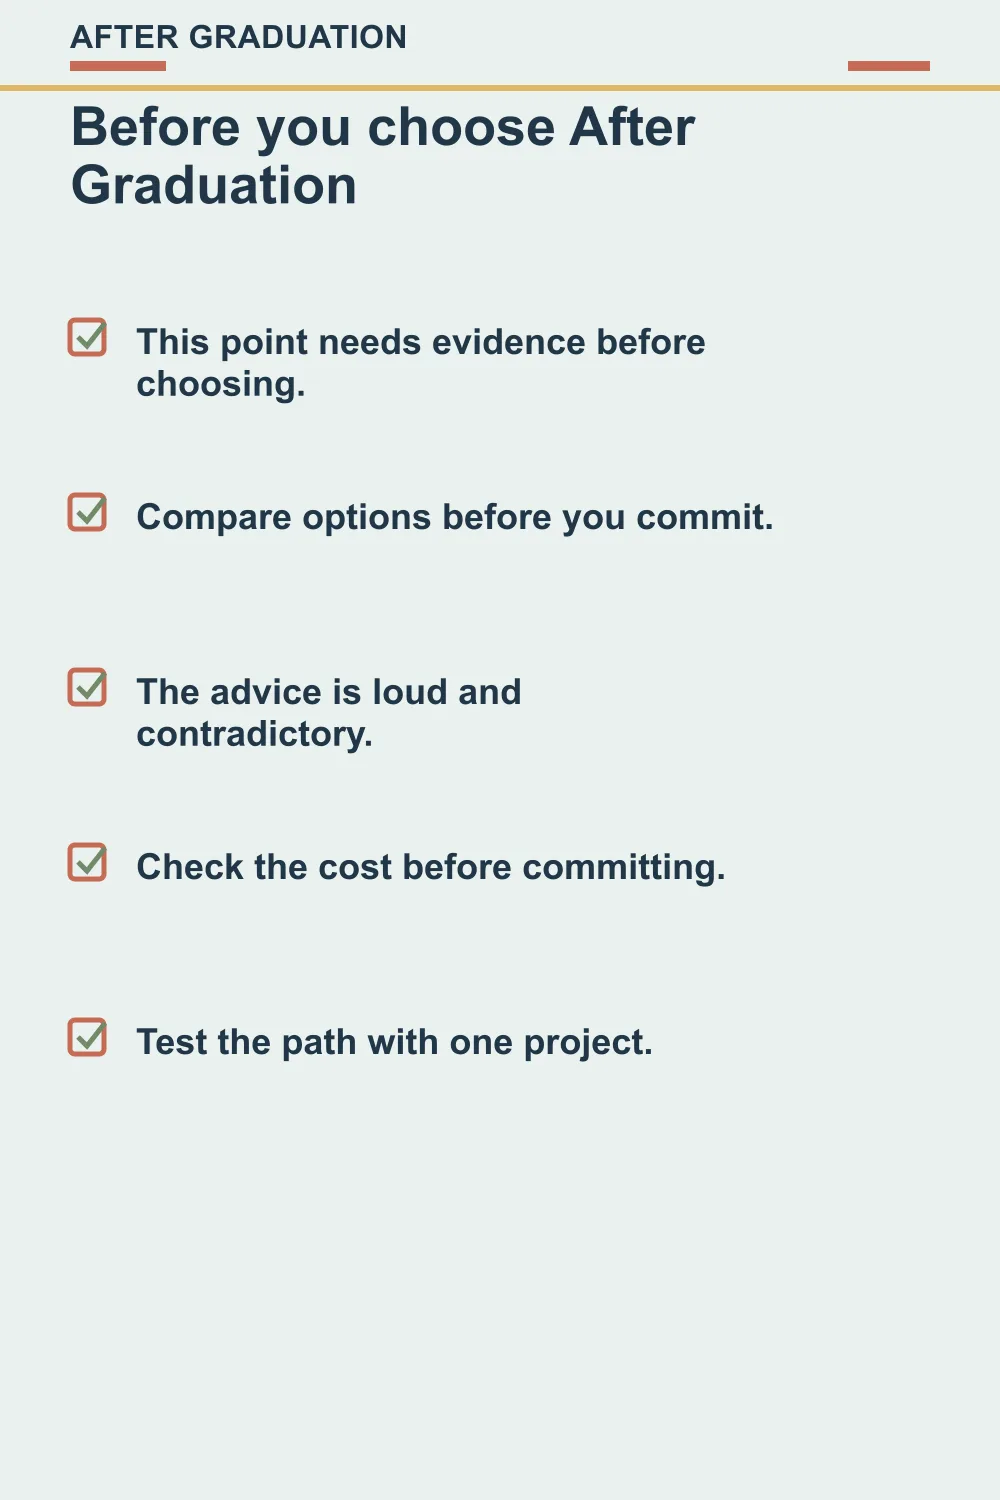 AFTER GRADUATION
Before you choose After
Graduation
This point needs evidence before
choosing.
Compare options before you commit.
The advice is loud and
contradictory.
Check the cost before committing.
Test the path with one project.